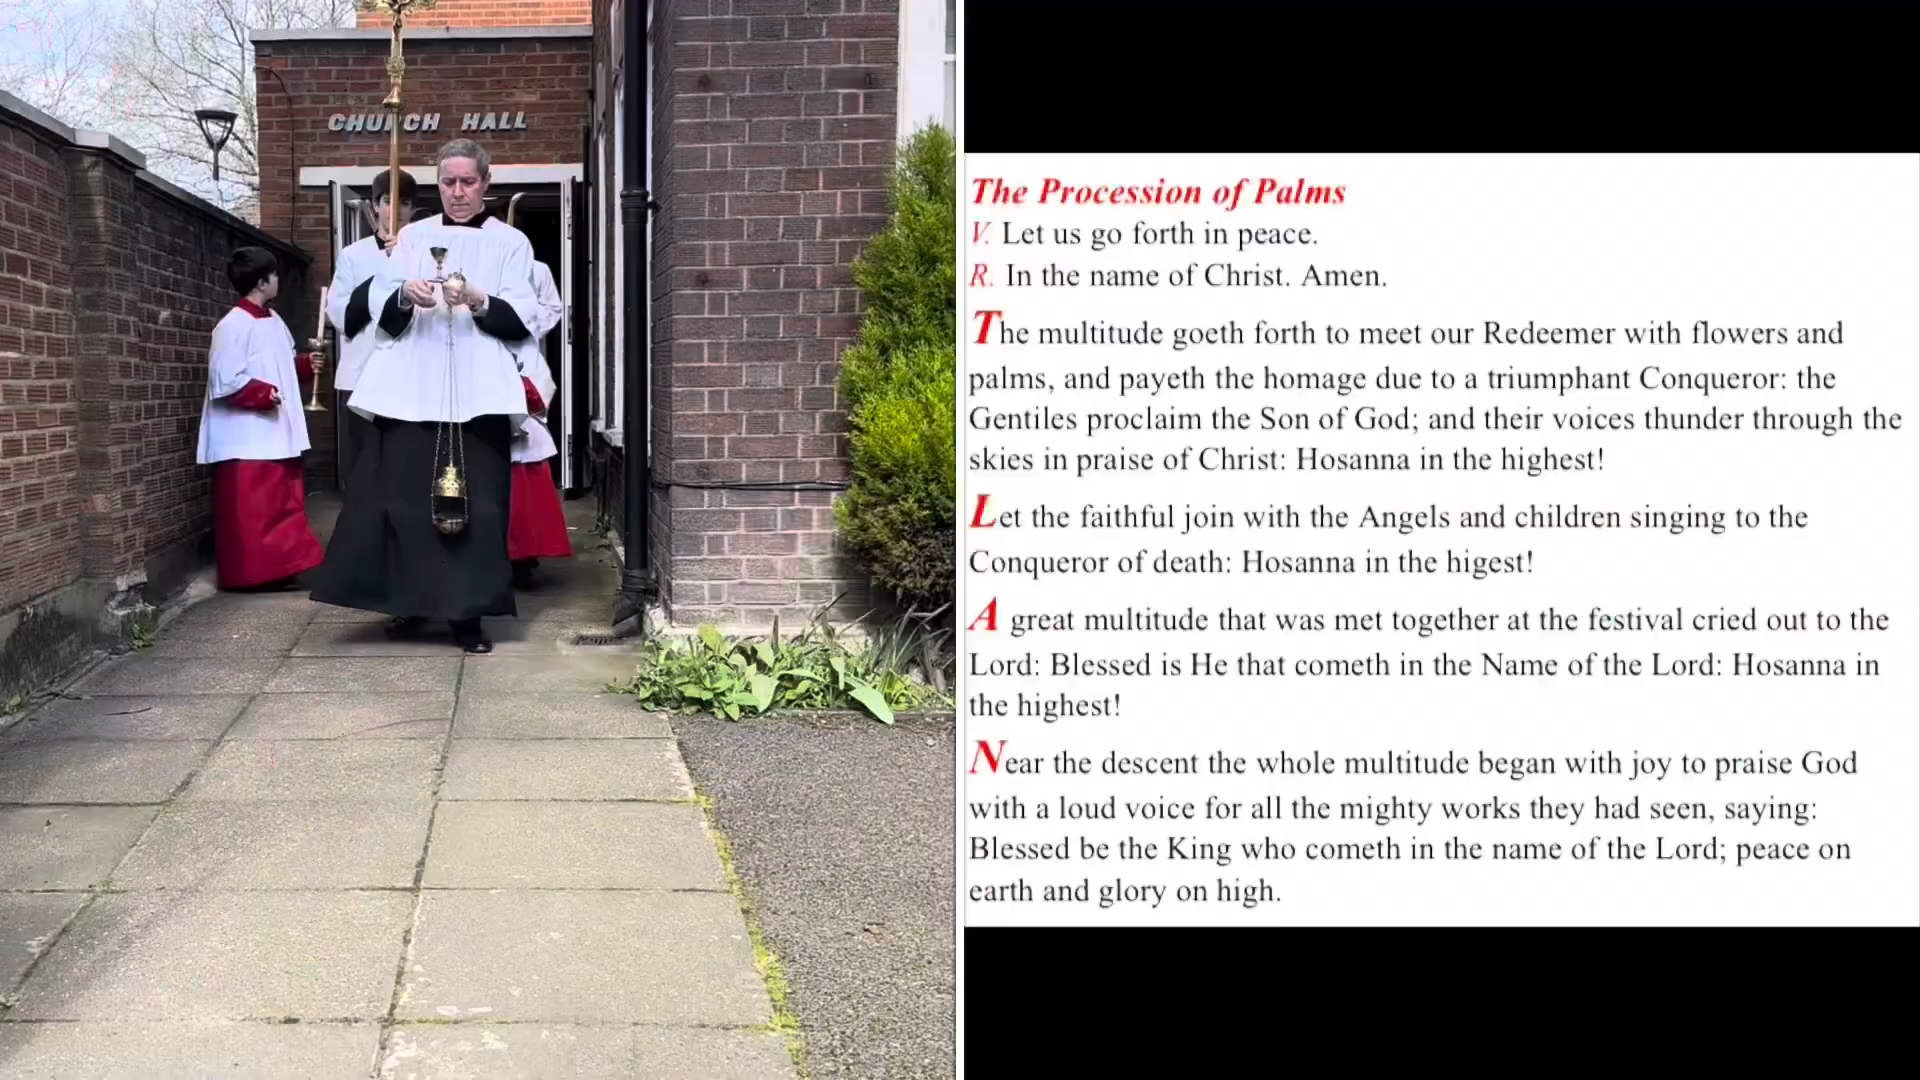 CHURCH HALL
The Procession of Palms
V. Let us go forth in peace.
R. In the name of Christ. Amen.
The multitude goeth forth to meet our Redeemer with flowers and
palms, and payeth the homage due to a triumphant Conqueror: the
Gentiles proclaim the Son of God; and their voices thunder through the
skies in praise of Christ: Hosanna in the highest!
Let the faithful join with the Angels and children singing to the
Conqueror of death: Hosanna in the higest!
A great multitude that was met together at the festival cried out to the
Lord: Blessed is He that cometh in the Name of the Lord: Hosanna in
the highest!
Near the descent the whole multitude began with joy to praise God
with a loud voice for all the mighty works they had seen, saying:
Blessed be the King who cometh in the name of the Lord; peace on
earth and glory on high.